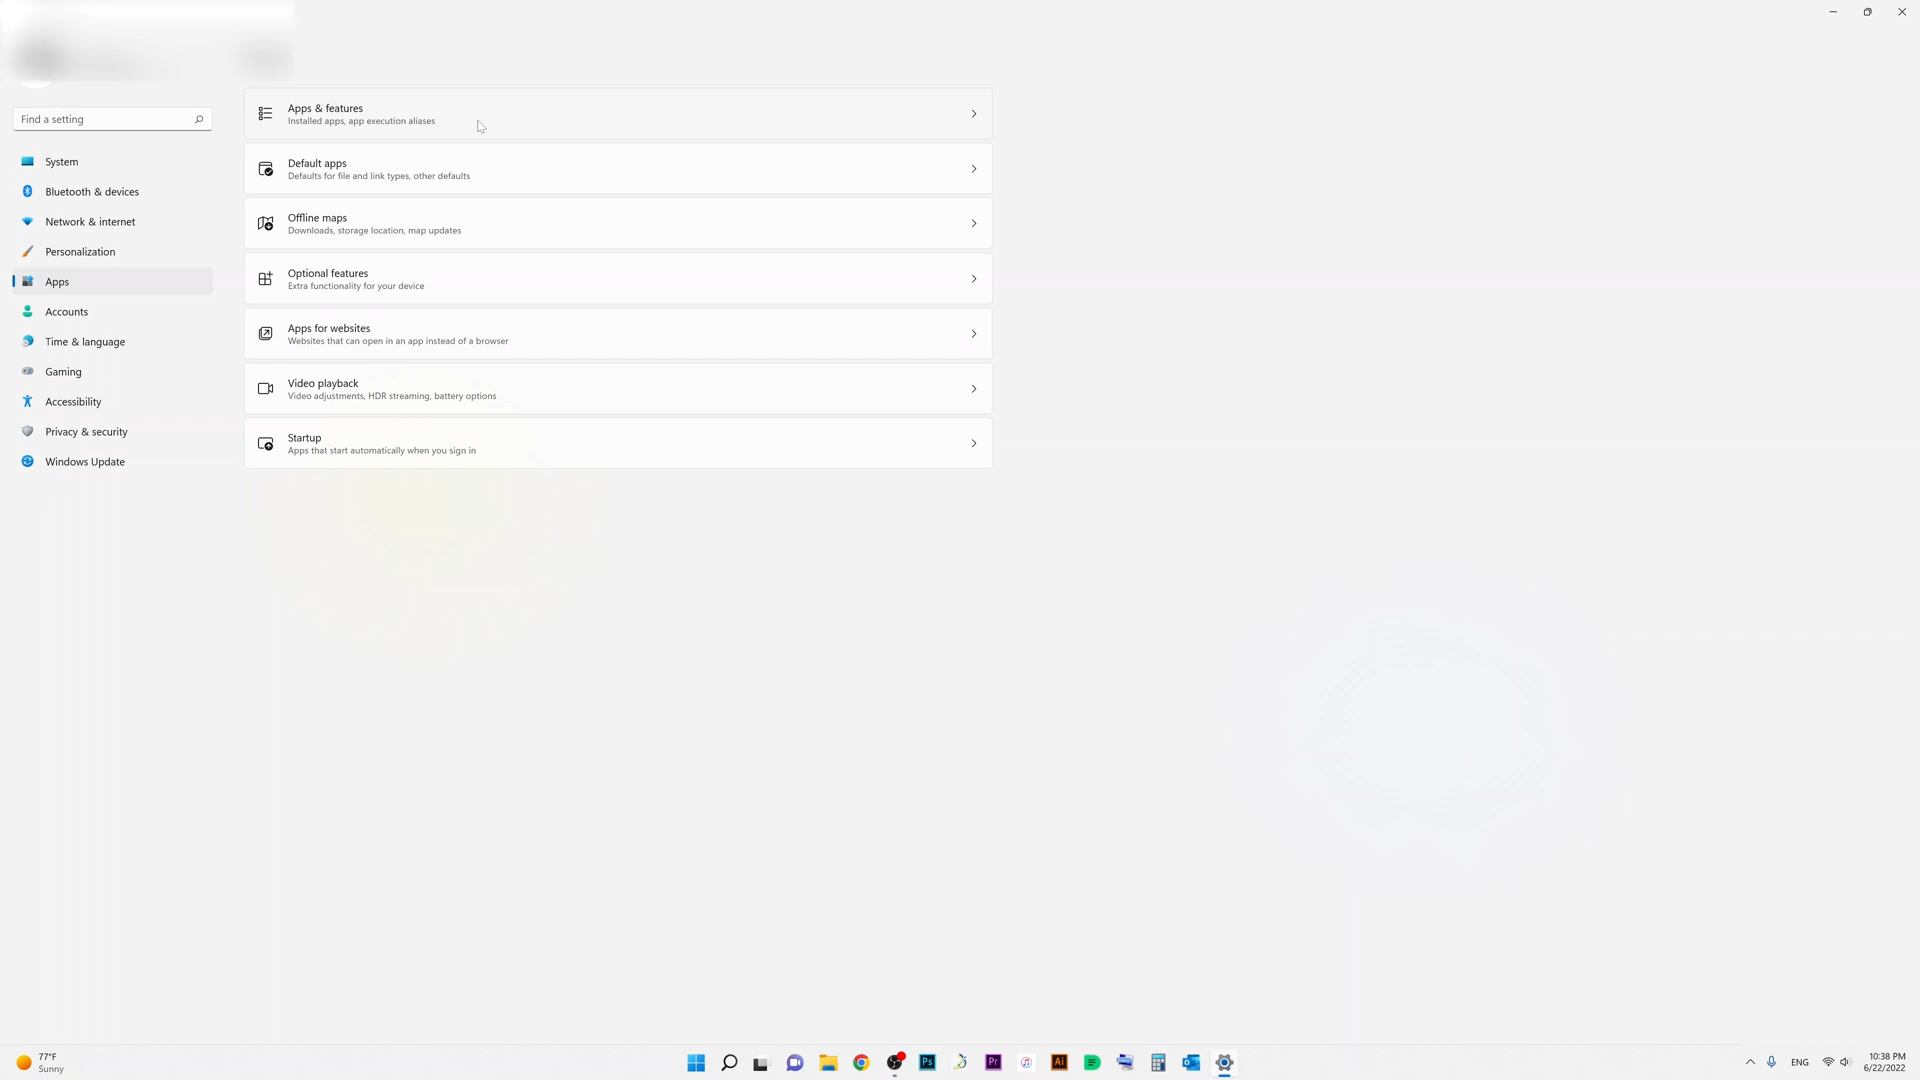 Find a setting
System
Bluetooth & devices
Network & internet
Personalization
Apps
Accounts
Time & language
Gaming
Accessibility
Privacy & security
Windows Update
Apps & features
Installed apps, app execution aliases
Default apps
Defaults for file and link types, other defaults
Offline maps
Downloads, storage location, map updates
Optional features
Extra functionality for your device
Apps for websites
Websites that can open in an app instead of a browser
Video playback
Video adjustments, HDR streaming, battery options
Startup
Apps that start automatically when you sign in
77°F
Sunny
Ps
Pr
Ai
ENG
10:38 PM
6/22/2022